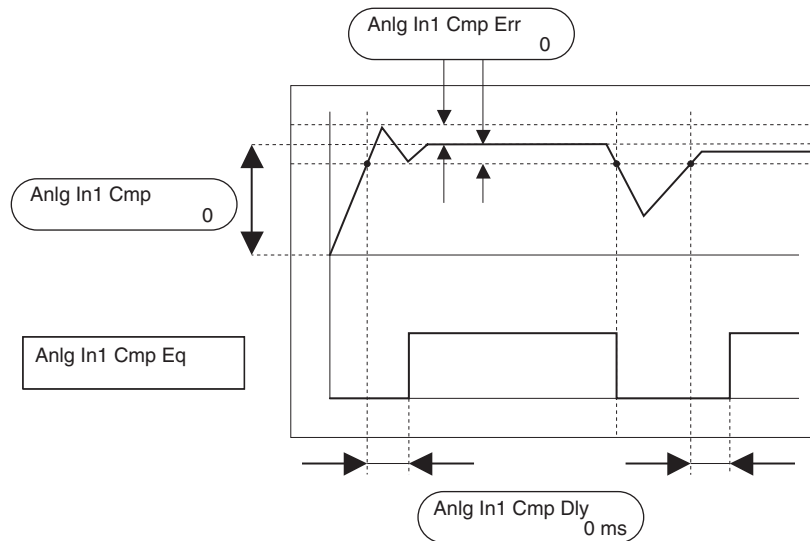 Anlg In1 Cmp Err
0
Anlg In1 Cmp
0
Anlg In1 Cmp Eq
Anlg In1 Cmp Dly
0 ms